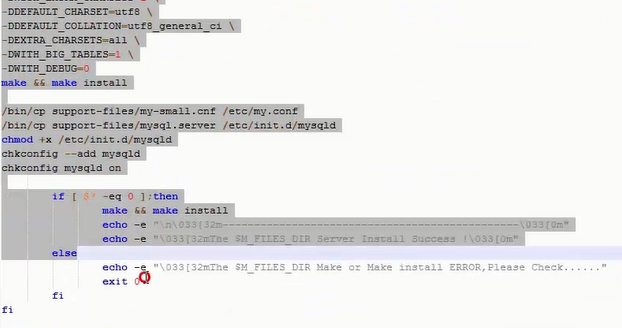 -DDEFAULT_CHARSET=utf8 \
-DDEFAULT_COLLATION=utf8_general_ci \
-DEXTRA_CHARSETS=all \
-DWITH_BIG_TABLES=1 \
-DWITH_DEBUG=0
make && make install
/bin/cp support-files/my-small.cnf /etc/my.conf
/bin/cp support-files/mysql.server /etc/init.d/mysqld
chmod +x /etc/init.d/mysqld
chkconfig --add mysqld
chkconfig mysqld on
if [ $? -eq 0 ];then
make && make install
echo -e "\n\033[32m-----------------------------------------------\033[0m"
echo -e "\033[32mThe $M_FILES_DIR Server Install Success !\033[0m"
else
echo -e "\033[32mThe $M_FILES_DIR Make or Make install ERROR,Please Check......"
exit 0
fi
fi